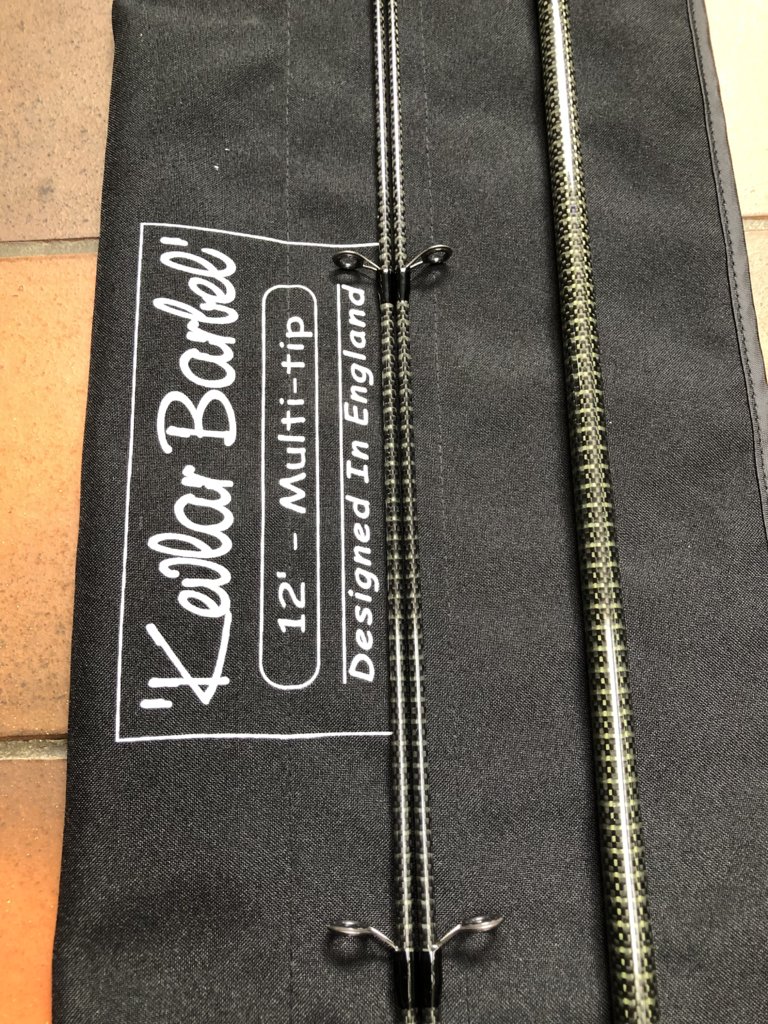 'Kevlar Barbel'
12' - Multi-tip
Designed In England